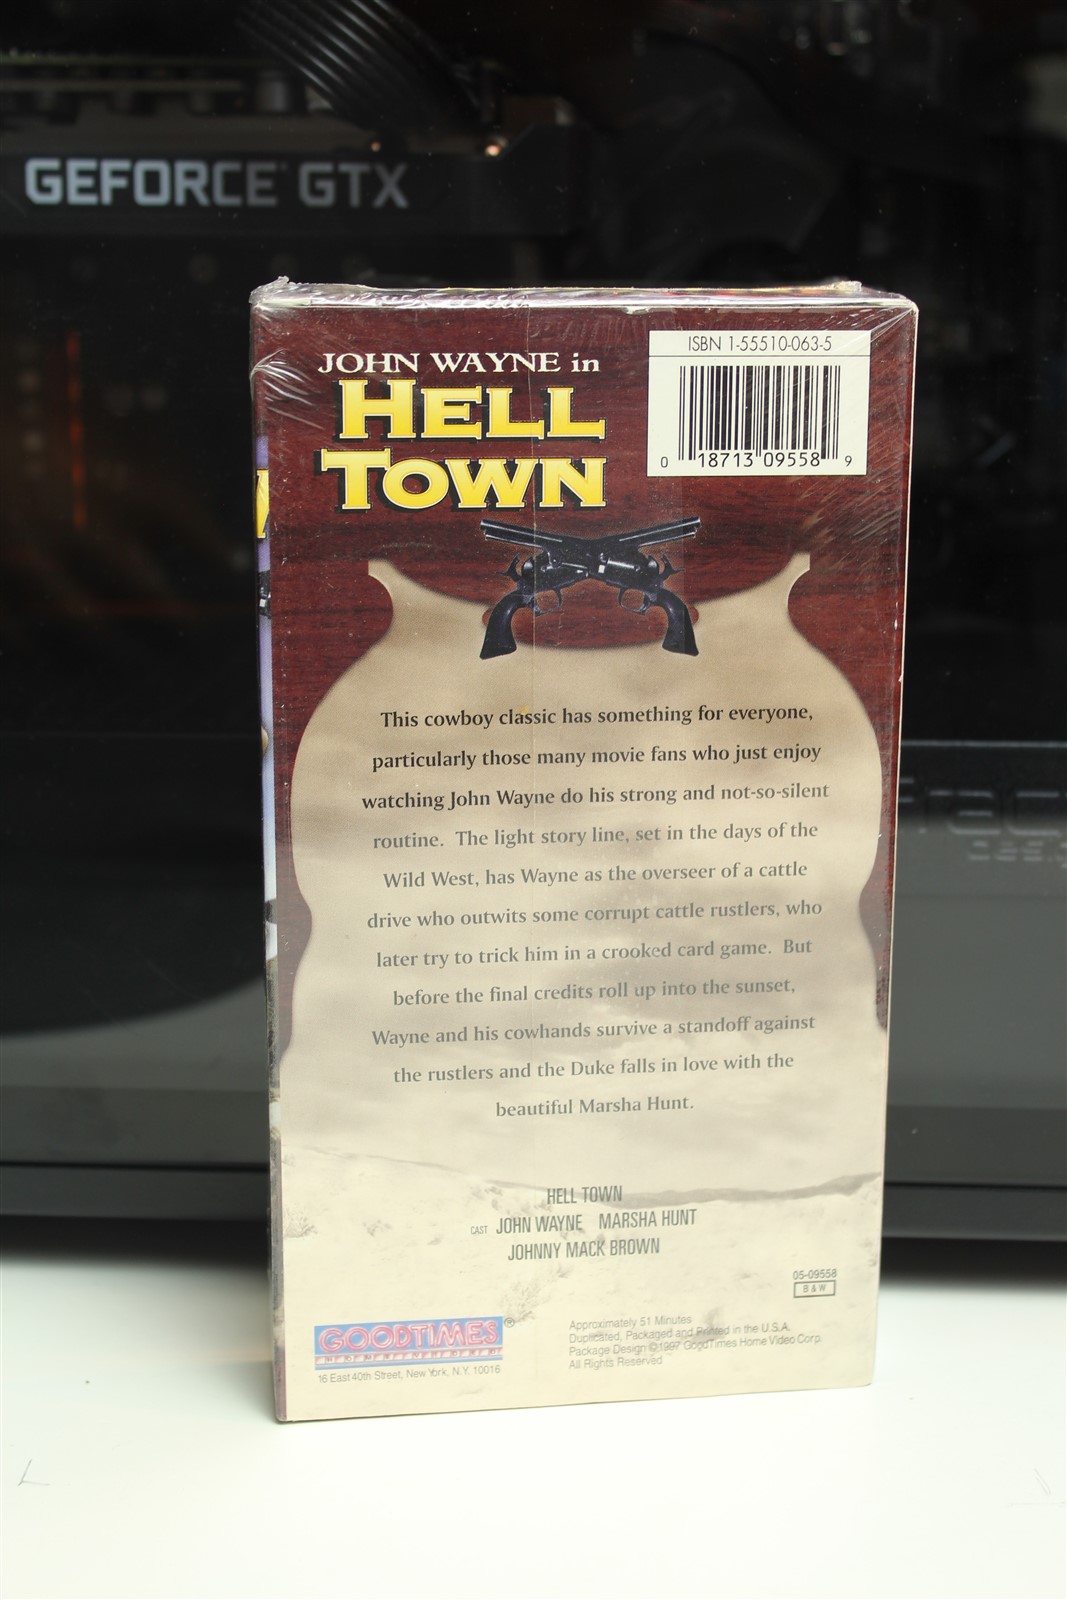 GEFORCE GTX
JOHN WAYNE in
HELL
TOWN
ISBN 1-55510-063-5
0 18713 09558 9
This cowboy classic has something for everyone,
particularly those many movie fans who just enjoy
watching John Wayne do his strong and not-so-silent
routine. The light story line, set in the days of the
Wild West, has Wayne as the overseer of a cattle
drive who outwits some corrupt cattle rustlers, who
later try to trick him in a crooked card game. But
before the final credits roll up into the sunset,
Wayne and his cowhands survive a standoff against
the rustlers and the Duke falls in love with the
beautiful Marsha Hunt.
HELL TOWN
CAST JOHN WAYNE MARSHA HUNT
JOHNNY MACK BROWN
05-09558
B & W
GOODTIMES®
16 East 40th Street, New York, N.Y. 10016
Approximately 51 Minutes
Duplicated, Packaged and Printed in the U.S.A.
Package Design ©1997 GoodTimes Home Video Corp.
All Rights Reserved